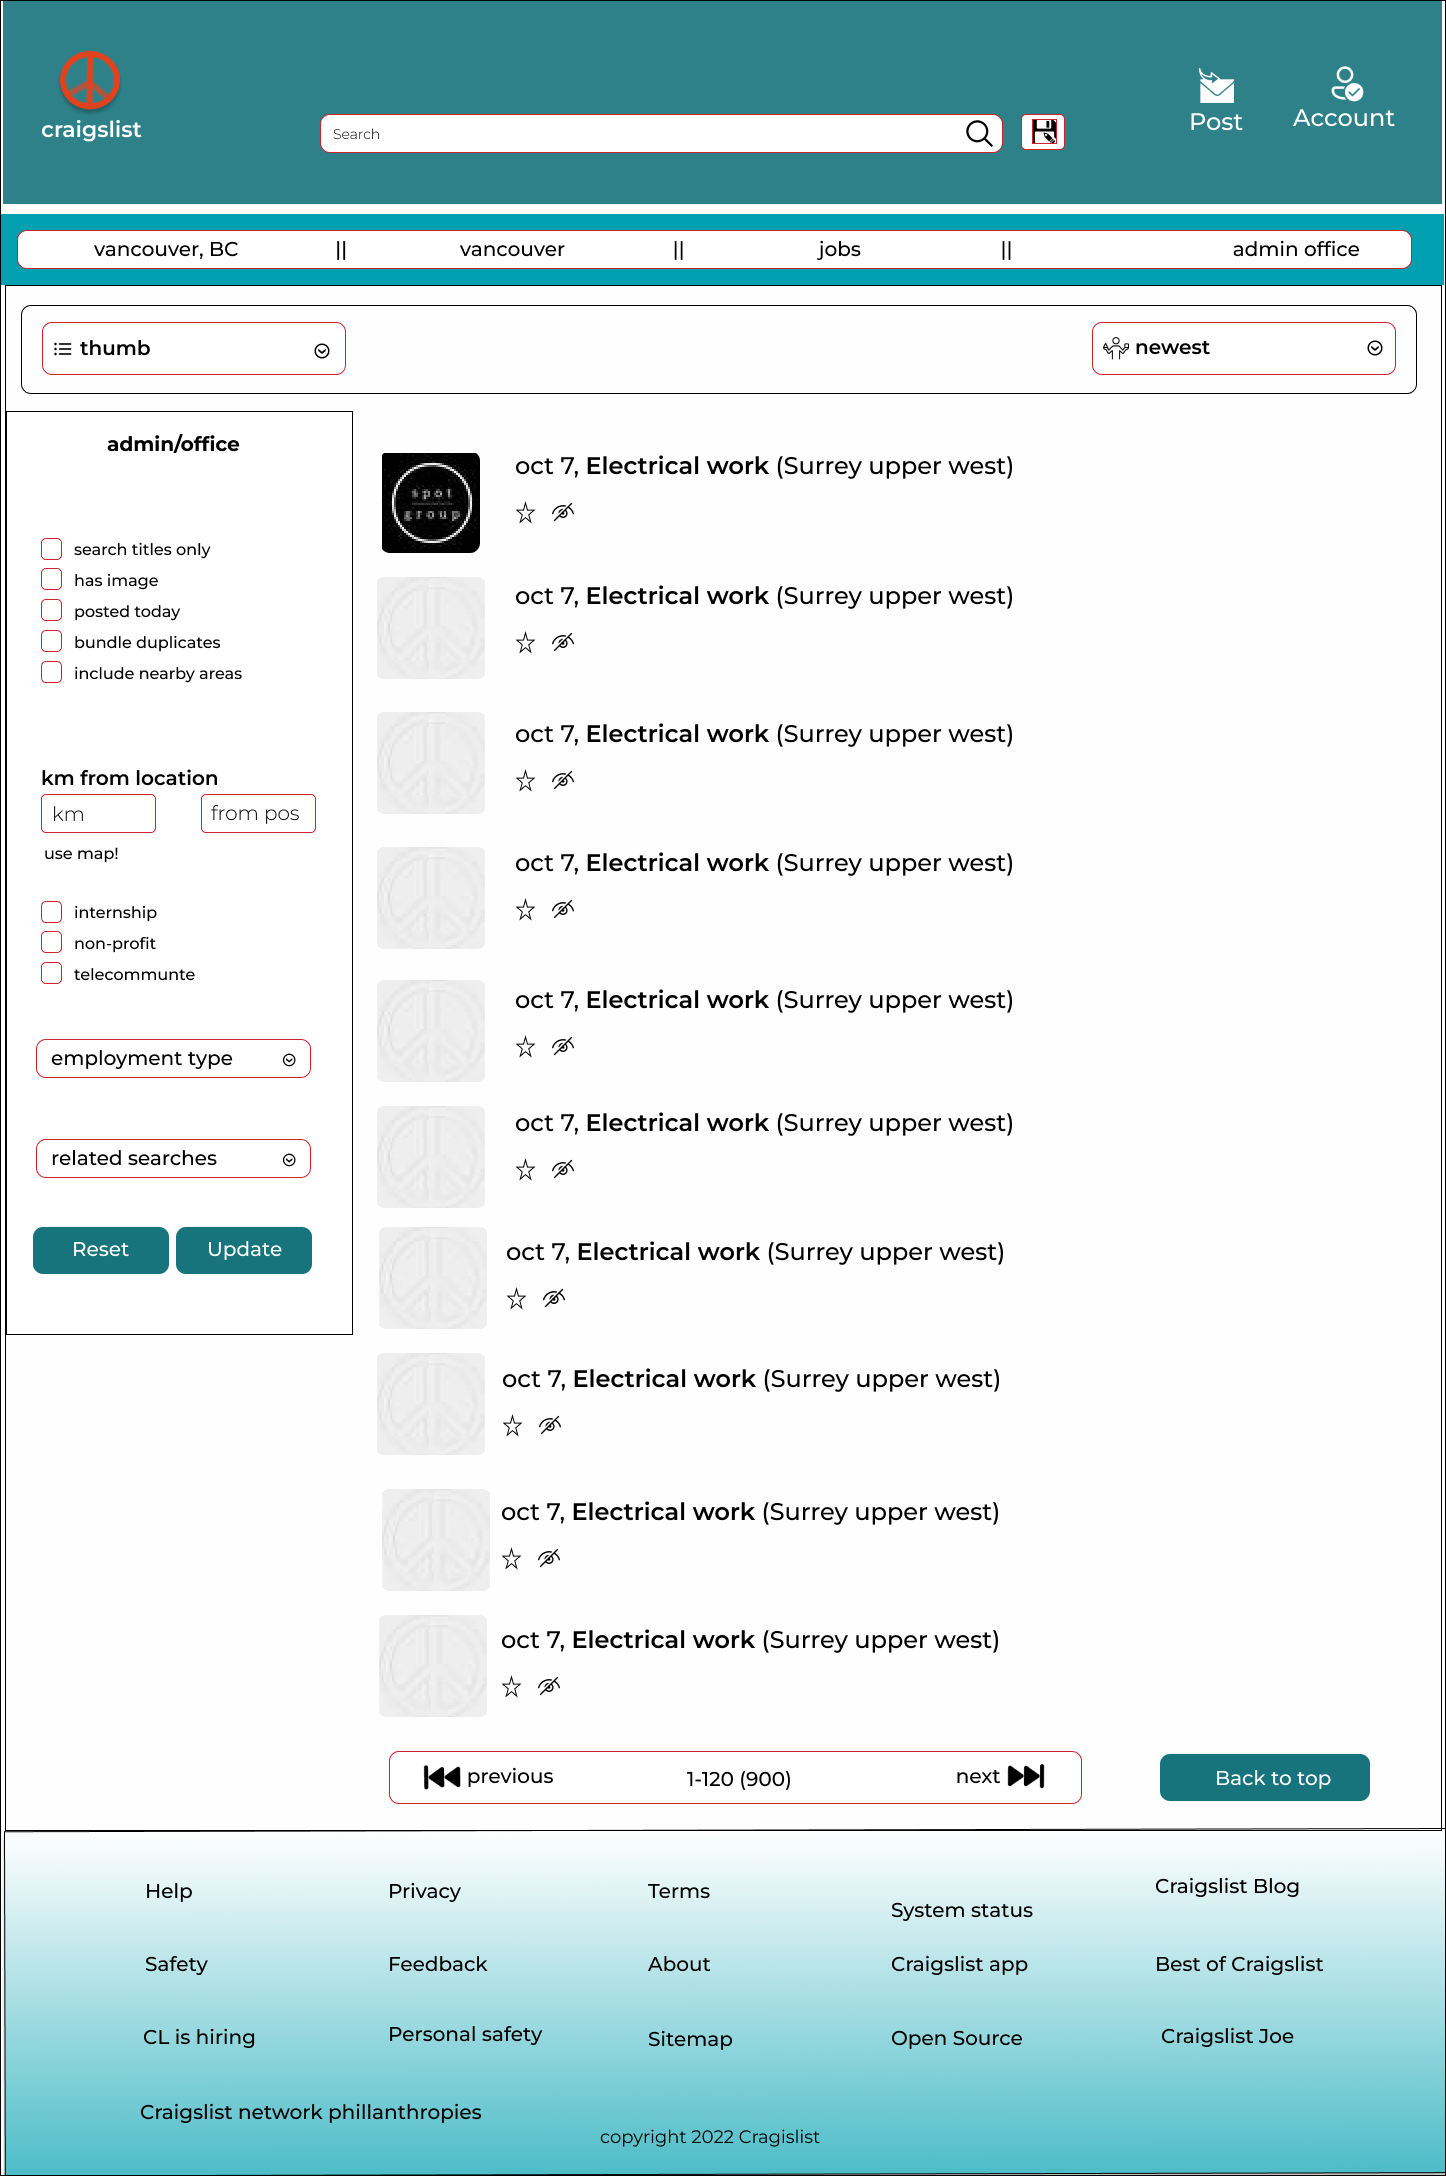 craigslist
Search
Post
Account
vancouver, BC || vancouver || jobs || admin office
thumb
newest
admin/office
search titles only
has image
posted today
bundle duplicates
include nearby areas
km from location
km
from pos
use map!
internship
non-profit
telecommunte
employment type
related searches
Reset
Update
spot
group
oct 7, Electrical work (Surrey upper west)
oct 7, Electrical work (Surrey upper west)
oct 7, Electrical work (Surrey upper west)
oct 7, Electrical work (Surrey upper west)
oct 7, Electrical work (Surrey upper west)
oct 7, Electrical work (Surrey upper west)
oct 7, Electrical work (Surrey upper west)
oct 7, Electrical work (Surrey upper west)
oct 7, Electrical work (Surrey upper west)
oct 7, Electrical work (Surrey upper west)
previous
1-120 (900)
next
Back to top
Help
Privacy
Terms
System status
Craigslist Blog
Safety
Feedback
About
Craigslist app
Best of Craigslist
CL is hiring
Personal safety
Sitemap
Open Source
Craigslist Joe
Craigslist network phillanthropies
copyright 2022 Cragislist